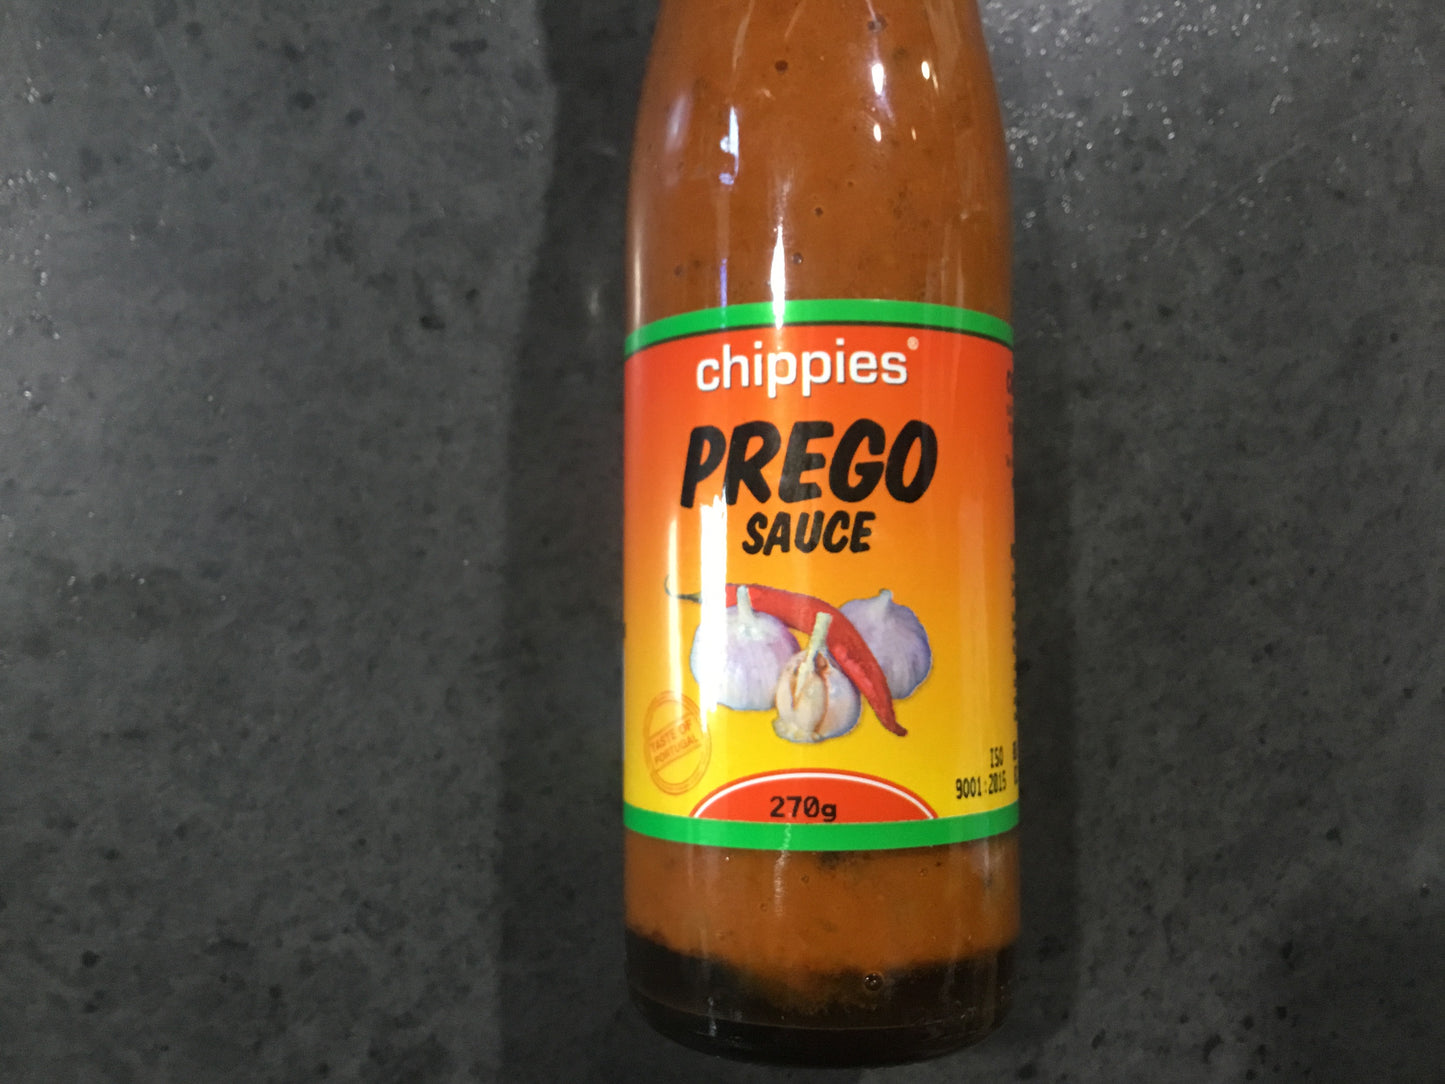 chippies®
PREGO
SAUCE
TASTE OF
PORTUGAL
ISO
9001:2015
270g